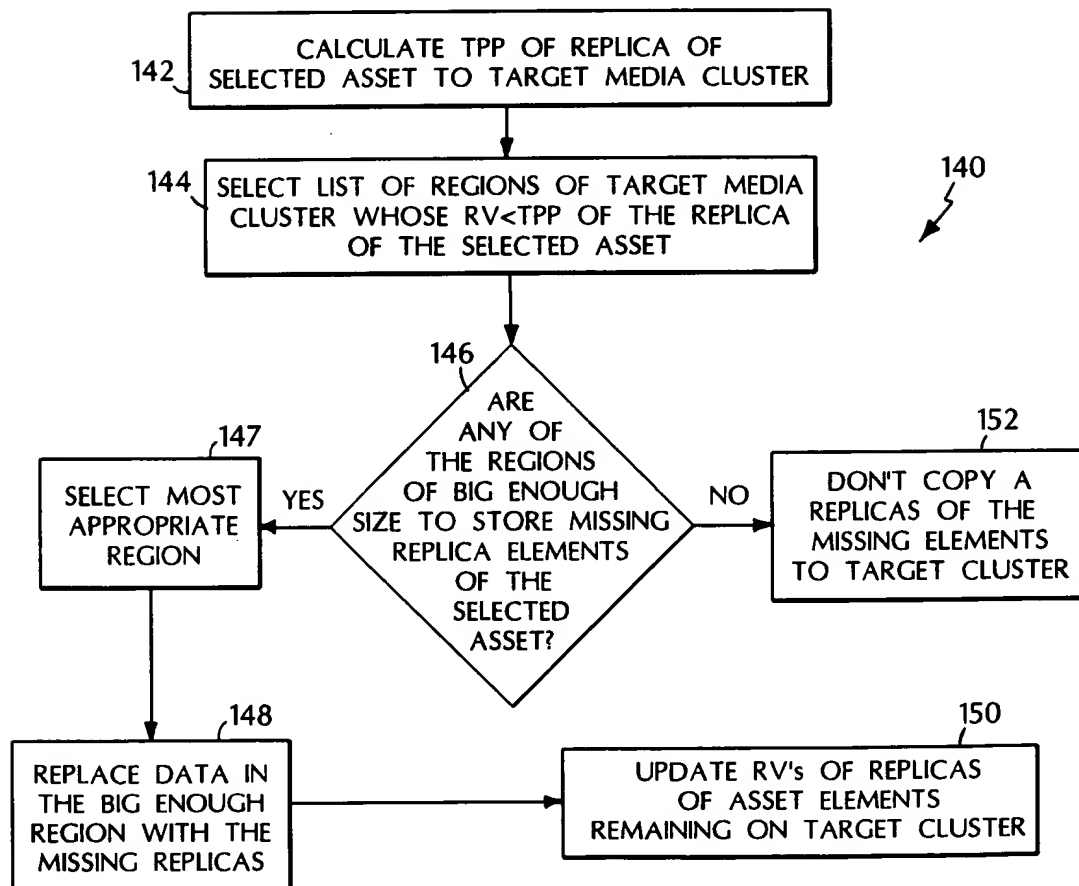 CALCULATE TPP OF REPLICA OF
SELECTED ASSET TO TARGET MEDIA CLUSTER
142
144
SELECT LIST OF REGIONS OF TARGET MEDIA
CLUSTER WHOSE RV<TPP OF THE REPLICA
OF THE SELECTED ASSET
140
146
ARE
ANY OF
THE REGIONS
OF BIG ENOUGH
SIZE TO STORE MISSING
REPLICA ELEMENTS
OF THE
SELECTED
ASSET?
147
YES
SELECT MOST
APPROPRIATE
REGION
NO
152
DON'T COPY A
REPLICAS OF THE
MISSING ELEMENTS
TO TARGET CLUSTER
148
REPLACE DATA IN
THE BIG ENOUGH
REGION WITH THE
MISSING REPLICAS
150
UPDATE RV's OF REPLICAS
OF ASSET ELEMENTS
REMAINING ON TARGET CLUSTER